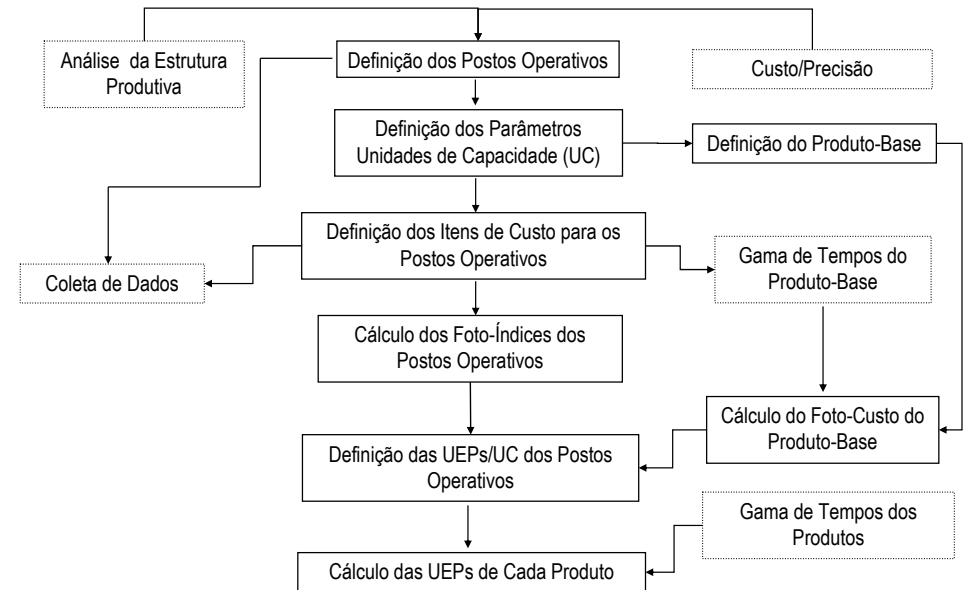 Análise da Estrutura
Produtiva
Definição dos Postos Operativos
Custo/Precisão
Definição dos Parâmetros
Unidades de Capacidade (UC)
Definição do Produto-Base
Definição dos Itens de Custo para os
Postos Operativos
Gama de Tempos do
Produto-Base
Coleta de Dados
Cálculo dos Foto-Índices dos
Postos Operativos
Cálculo do Foto-Custo do
Produto-Base
Definição das UEPs/UC dos Postos
Operativos
Gama de Tempos dos
Produtos
Cálculo das UEPs de Cada Produto